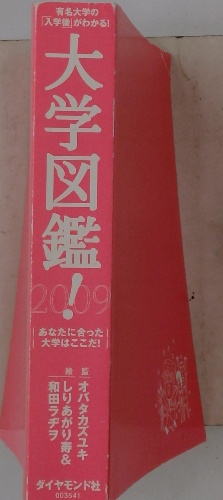 有名大学の
「入学後」がわかる!
大学図鑑!
2009
あなたに合った
大学はここだ!
監 オバタカズユキ
絵 しりあがり寿&
和田ラヂヲ
ダイヤモンド社
003641